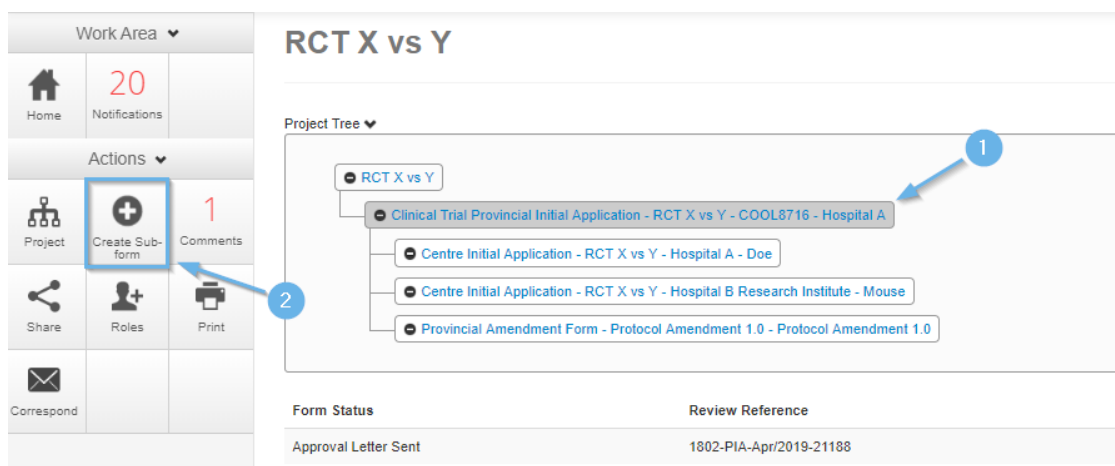 Work Area
20
Home
Notifications
Actions
Project
Create Sub-
form
1
Comments
Share
Roles
Print
Correspond
RCT X vs Y
Project Tree
1
RCT X vs Y
Clinical Trial Provincial Initial Application - RCT X vs Y - COOL8716 - Hospital A
Centre Initial Application - RCT X vs Y - Hospital A - Doe
Centre Initial Application - RCT X vs Y - Hospital B Research Institute - Mouse
2
Provincial Amendment Form - Protocol Amendment 1.0 - Protocol Amendment 1.0
Form Status Review Reference
Approval Letter Sent 1802-PIA-Apr/2019-21188